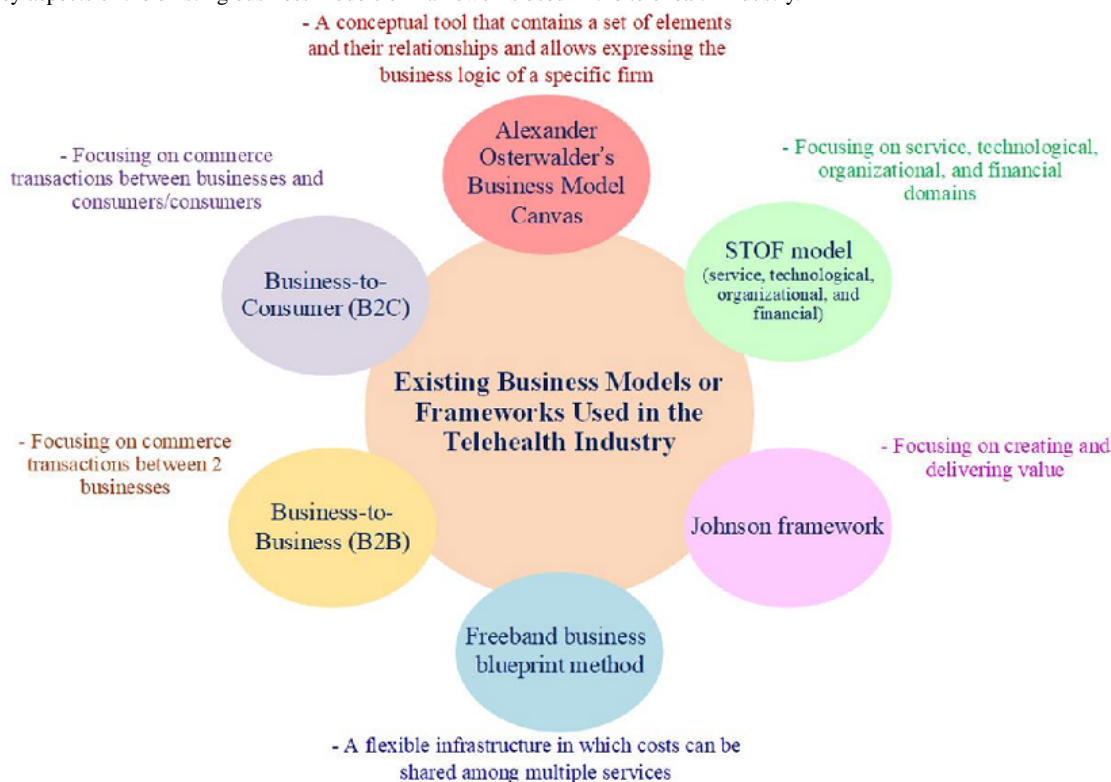 - A conceptual tool that contains a set of elements
and their relationships and allows expressing the
business logic of a specific firm
Alexander
Osterwalder's
Business Model
Canvas
- Focusing on commerce
transactions between businesses and
consumers/consumers
Business-to-
Consumer (B2C)
- Focusing on service, technological,
organizational, and financial
domains
STOF model
(service, technological,
organizational, and
financial)
Existing Business Models or
Frameworks Used in the
Telehealth Industry
- Focusing on commerce
transactions between 2
businesses
Business-to-
Business (B2B)
- Focusing on creating and
delivering value
Johnson framework
Freeband business
blueprint method
- A flexible infrastructure in which costs can be
shared among multiple services